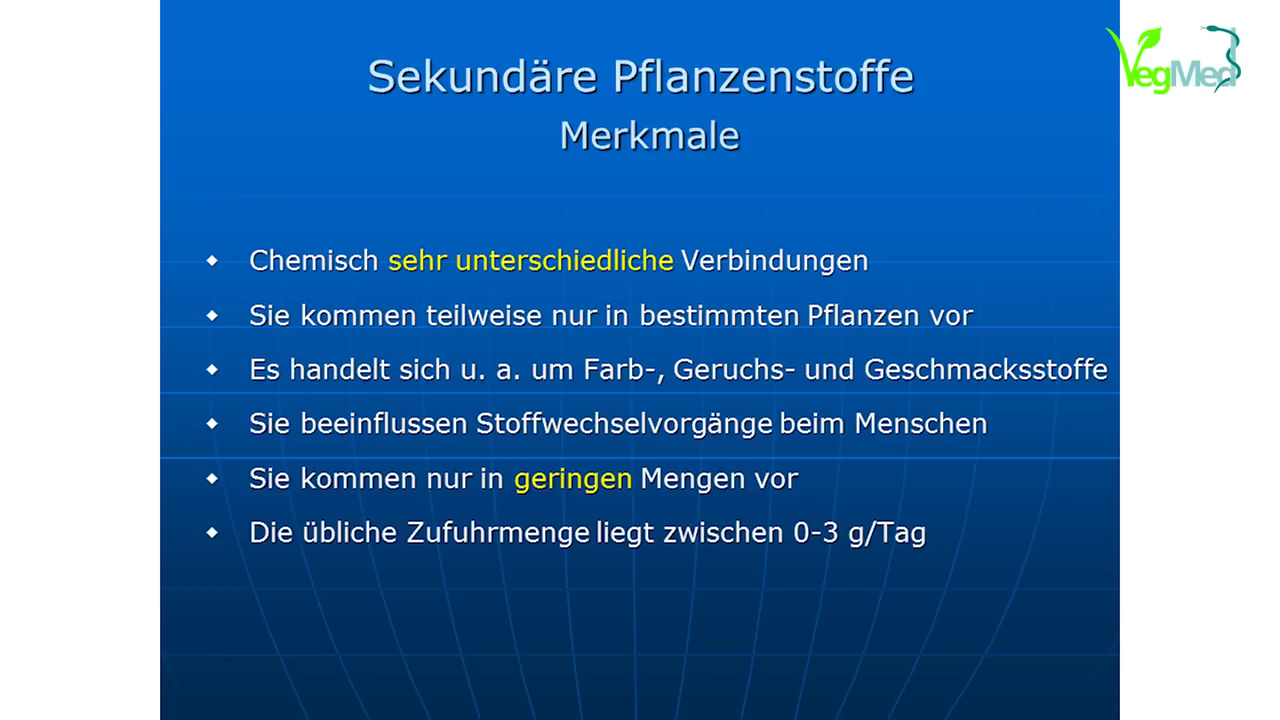 Sekundäre Pflanzenstoffe
Merkmale
VegMed
Chemisch sehr unterschiedliche Verbindungen
Sie kommen teilweise nur in bestimmten Pflanzen vor
Es handelt sich u. a. um Farb-, Geruchs- und Geschmacksstoffe
Sie beeinflussen Stoffwechselvorgänge beim Menschen
Sie kommen nur in geringen Mengen vor
Die übliche Zufuhrmenge liegt zwischen 0-3 g/Tag